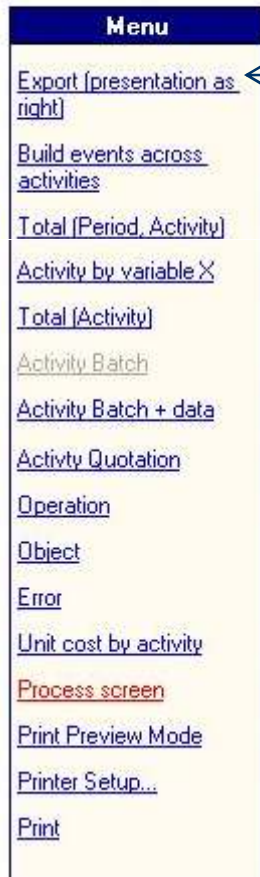 Menu
Export (presentation as
right)
Build events across
activities
Total (Period, Activity)
Activity by variable X
Total (Activity)
Activity Batch
Activity Batch + data
Activty Quotation
Operation
Object
Error
Unit cost by activity
Process screen
Print Preview Mode
Printer Setup...
Print